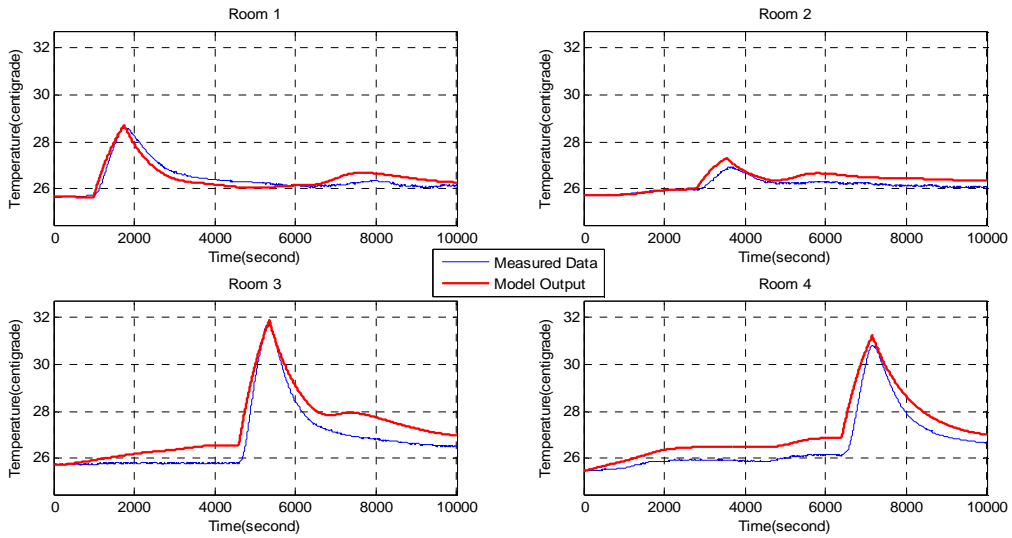 Room 1
32
30
28
26
Temperature(centigrade)
0 2000 4000 6000 8000 10000
Time(second)
Room 2
32
30
28
26
Temperature(centigrade)
0 2000 4000 6000 8000 10000
Time(second)
Measured Data
Model Output
Room 3
32
30
28
26
Temperature(centigrade)
0 2000 4000 6000 8000 10000
Time(second)
Room 4
32
30
28
26
Temperature(centigrade)
0 2000 4000 6000 8000 10000
Time(second)